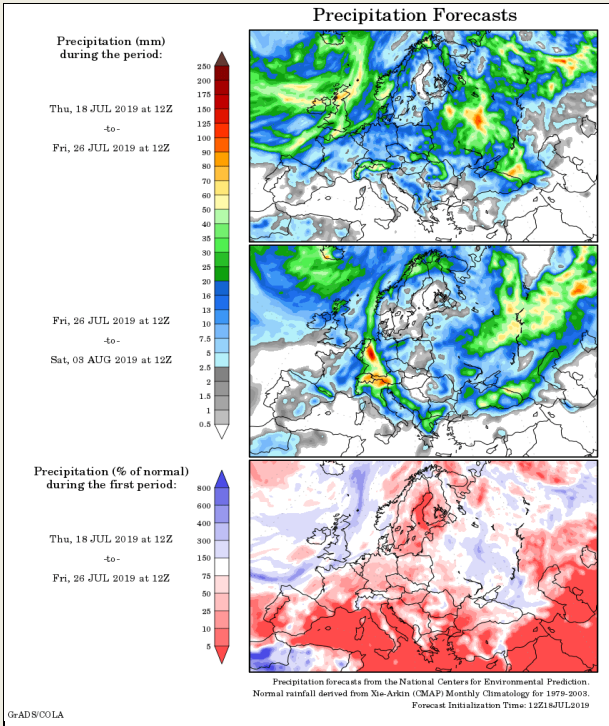 Precipitation Forecasts
Precipitation (mm)
during the period:
Thu, 18 JUL 2019 at 12Z
-to-
Fri, 26 JUL 2019 at 12Z
250
200
175
150
125
100
90
80
70
60
50
40
35
30
25
20
16
13
10
7.5
5
2.5
2
1.5
1
0.5
Fri, 26 JUL 2019 at 12Z
-to-
Sat, 03 AUG 2019 at 12Z
Precipitation (% of normal)
during the first period:
Thu, 18 JUL 2019 at 12Z
-to-
Fri, 26 JUL 2019 at 12Z
800
600
400
300
150
75
50
25
10
5
Precipitation forecasts from the National Centers for Environmental Prediction.
Normal rainfall derived from Xie-Arkin (CMAP) Monthly Climatology for 1979-2003.
Forecast Initialization Time: 12Z18JUL2019
GrADS/COLA